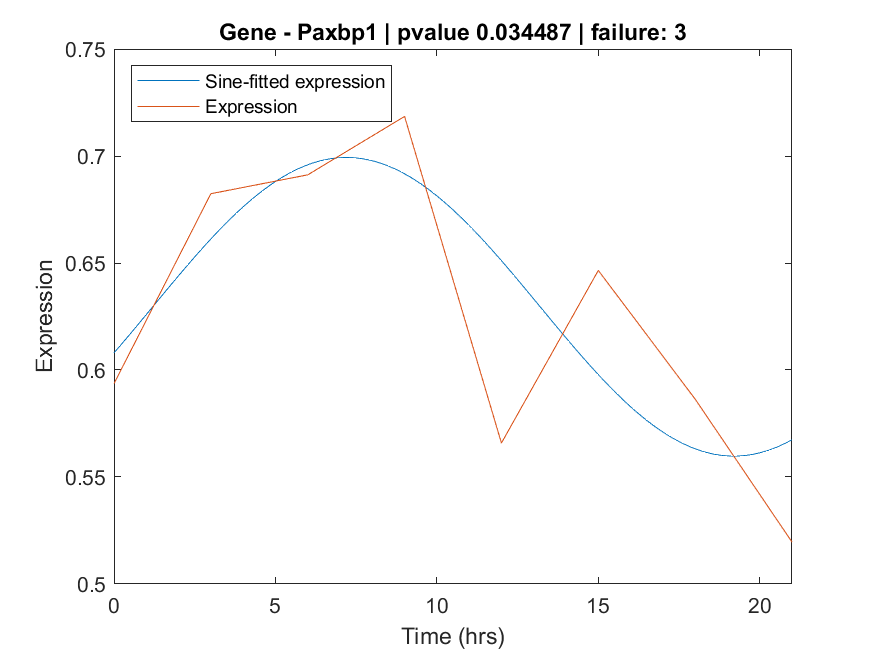 Gene - Paxbp1 | pvalue 0.034487 | failure: 3
0.75
Sine-fitted expression
Expression
0.7
0.65
0.6
0.55
0.5
Expression
0 5 10 15 20
Time (hrs)